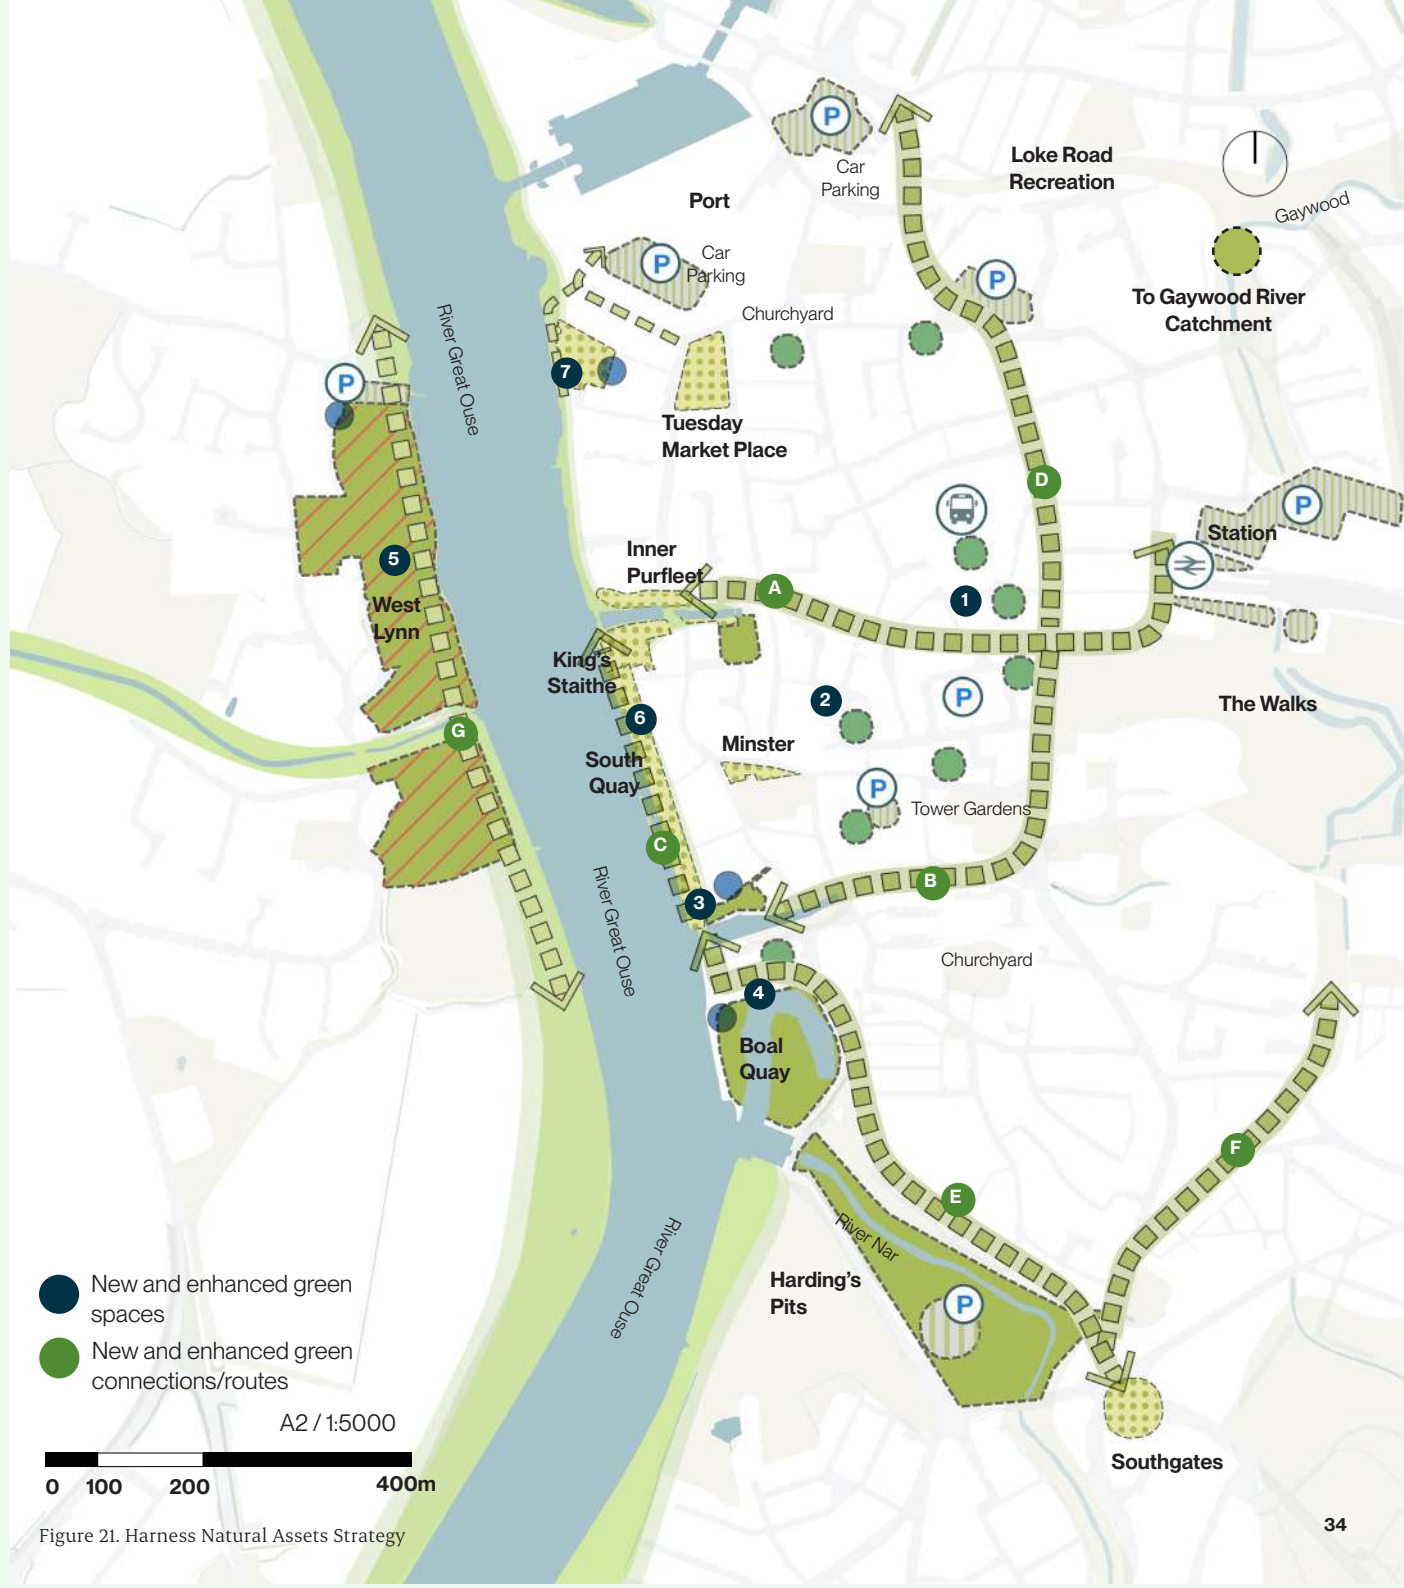 P
Car
Parking
Loke Road
Recreation
Gaywood
Port
P
Car
Parking
P
To Gaywood River
Catchment
Churchyard
River Great Ouse
P
7
Tuesday
Market Place
D
P
Station
5
West
Lynn
Inner
Purfleet
A
1
King's
Staithe
P
2
The Walks
6
G
South
Quay
Minster
P
Tower Gardens
C
B
3
River Great Ouse
Churchyard
4
Boal
Quay
F
E
River Nar
River Great Ouse
Harding's
Pits
P
Southgates
New and enhanced green
spaces
New and enhanced green
connections/routes
A2 / 1:5000
0 100 200 400m
Figure 21. Harness Natural Assets Strategy
34